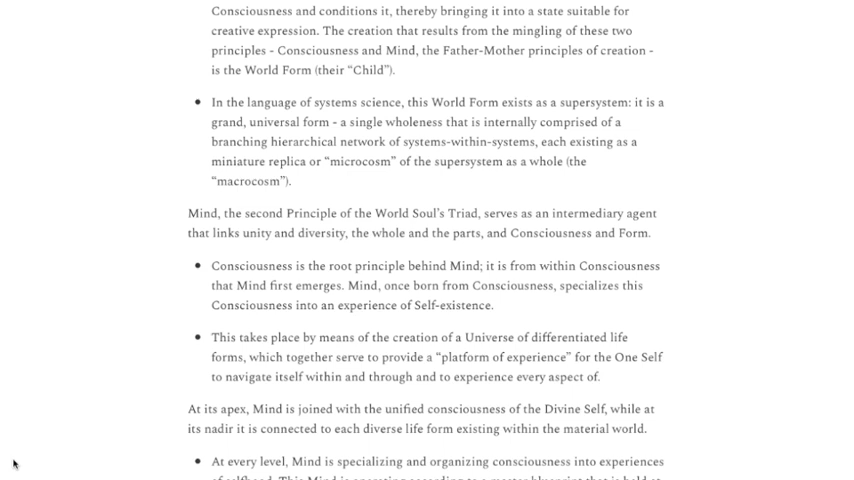 Consciousness and conditions it, thereby bringing it into a state suitable for
creative expression. The creation that results from the mingling of these two
principles - Consciousness and Mind, the Father-Mother principles of creation -
is the World Form (their “Child”).
• In the language of systems science, this World Form exists as a supersystem: it is a
grand, universal form - a single wholeness that is internally comprised of a
branching hierarchical network of systems-within-systems, each existing as a
miniature replica or “microcosm” of the supersystem as a whole (the
“macrocosm”).
Mind, the second Principle of the World Soul’s Triad, serves as an intermediary agent
that links unity and diversity, the whole and the parts, and Consciousness and Form.
• Consciousness is the root principle behind Mind; it is from within Consciousness
that Mind first emerges. Mind, once born from Consciousness, specializes this
Consciousness into an experience of Self-existence.
• This takes place by means of the creation of a Universe of differentiated life
forms, which together serve to provide a “platform of experience” for the One Self
to navigate itself within and through and to experience every aspect of.
At its apex, Mind is joined with the unified consciousness of the Divine Self, while at
its nadir it is connected to each diverse life form existing within the material world.
• At every level, Mind is specializing and organizing consciousness into experiences